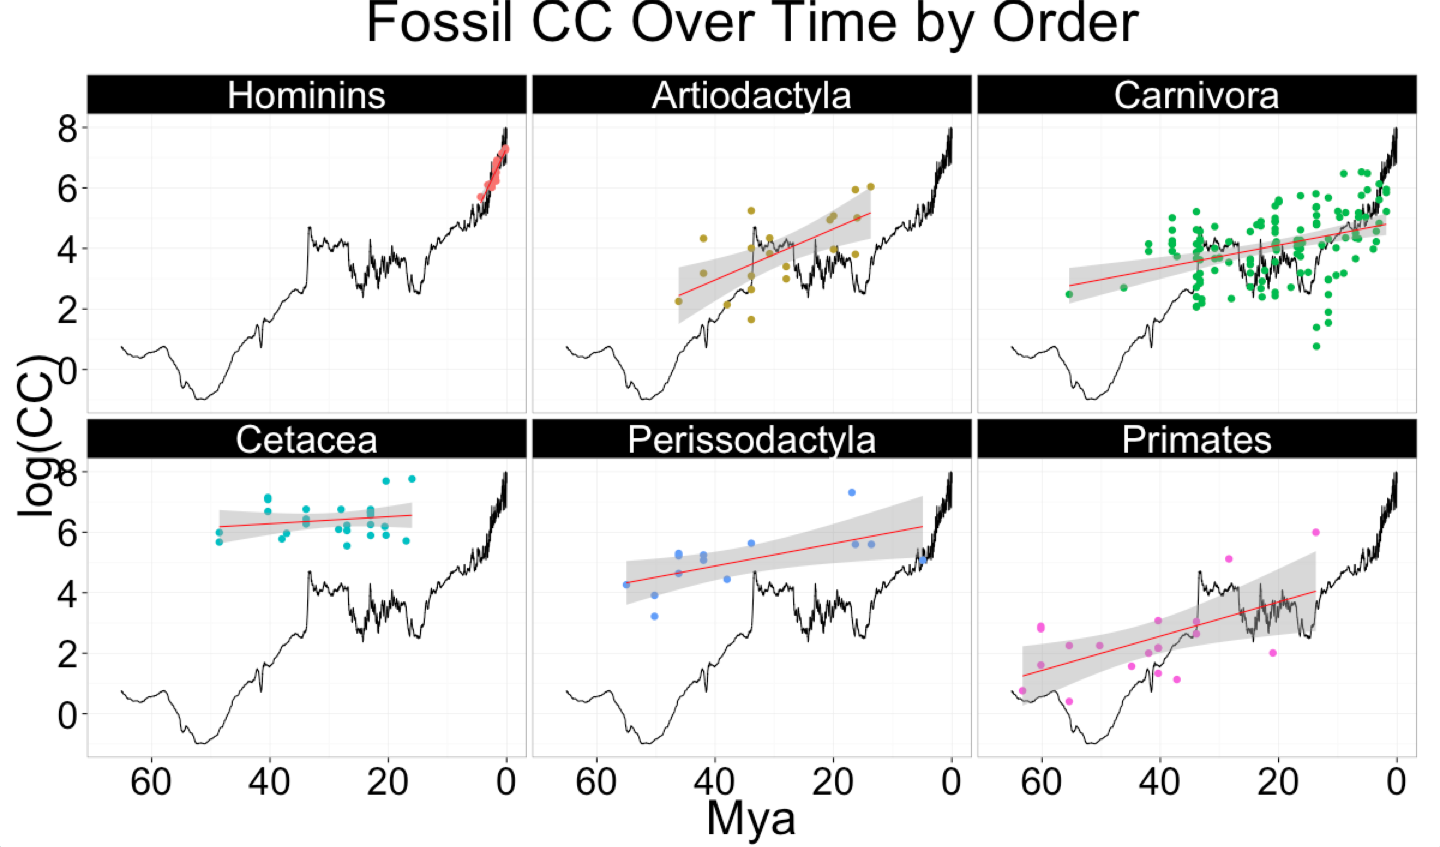 Fossil CC Over Time by Order
Hominins Artiodactyla Carnivora
8
6
4
2
0
Cetacea Perissodactyla Primates
8
6
4
2
0
log(CC)
60 40 20 0 60 40 20 0 60 40 20 0
Mya